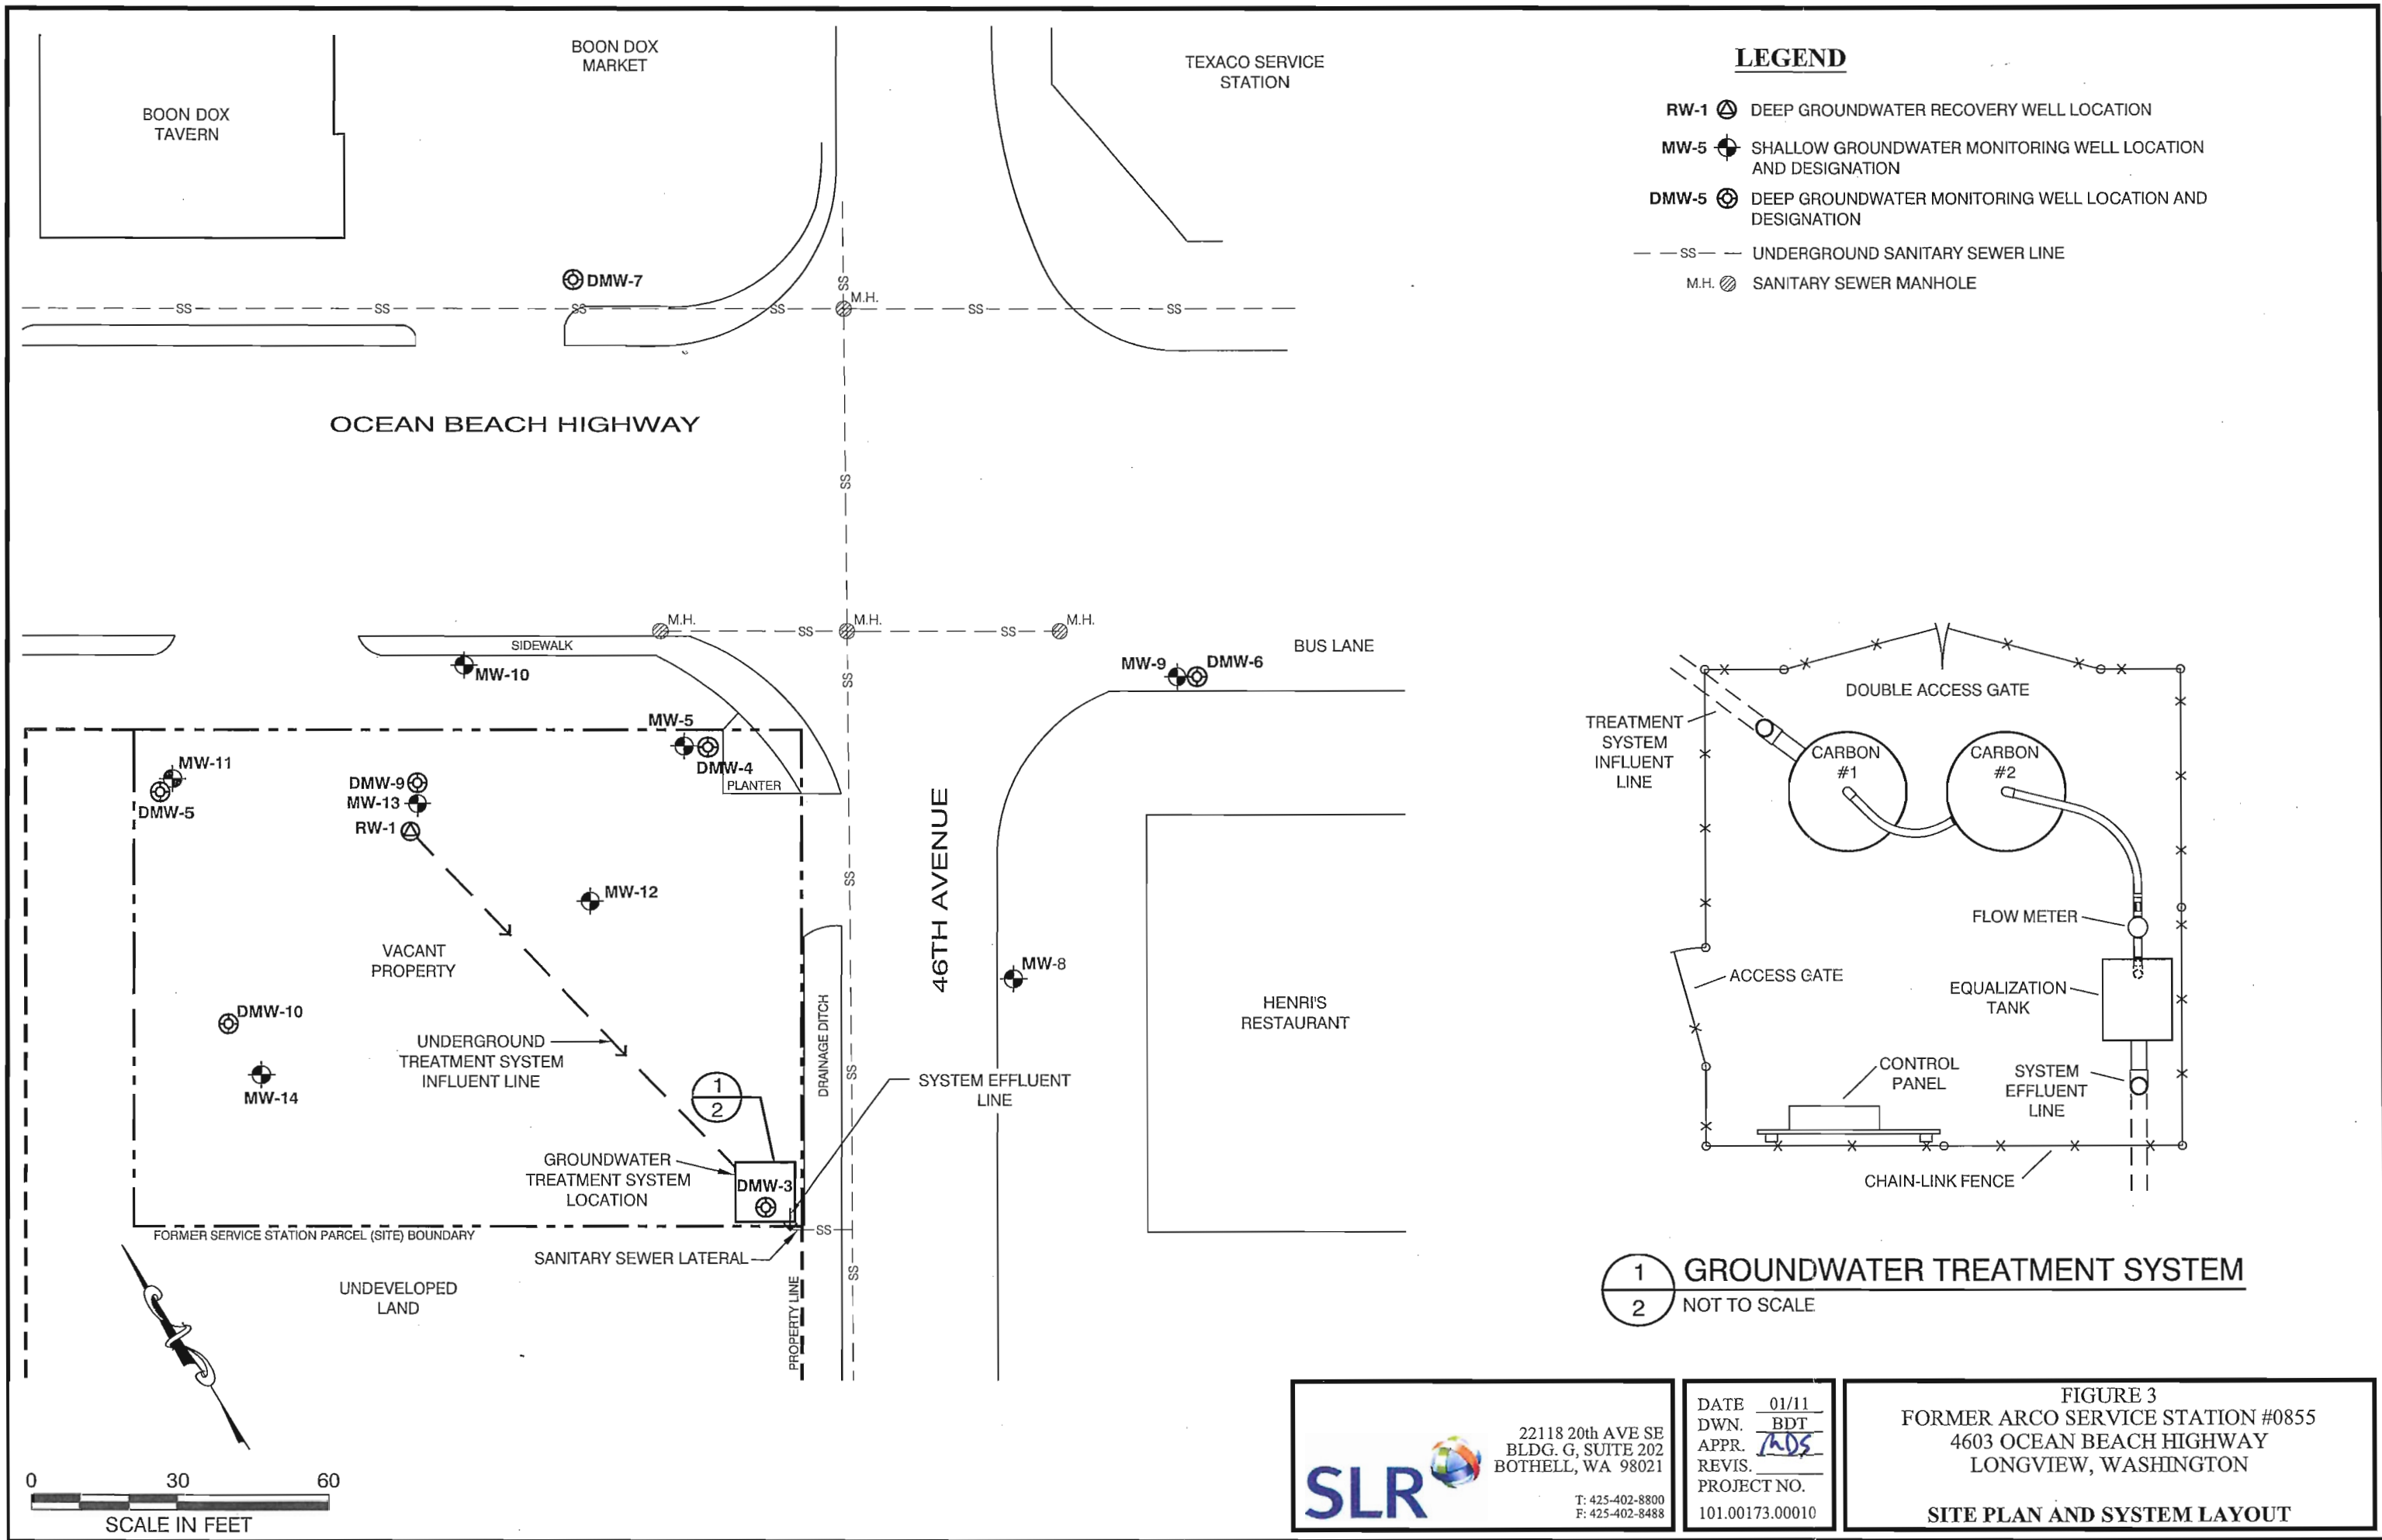 BOON DOX
MARKET
BOON DOX
TAVERN
TEXACO SERVICE
STATION
LEGEND
RW-1 DEEP GROUNDWATER RECOVERY WELL LOCATION
MW-5 SHALLOW GROUNDWATER MONITORING WELL LOCATION
AND DESIGNATION
DMW-5 DEEP GROUNDWATER MONITORING WELL LOCATION AND
DESIGNATION
SS UNDERGROUND SANITARY SEWER LINE
M.H. SANITARY SEWER MANHOLE
DMW-7
SS
M.H.
SS
SS
SS
SS
SS
SS
OCEAN BEACH HIGHWAY
SS
M.H.
M.H.
M.H.
SS
SS
SIDEWALK
BUS LANE
MW-10
MW-9
DMW-6
SS
MW-5
DMW-4
PLANTER
MW-11
DMW-5
DMW-9
MW-13
RW-1
MW-12
SS
46TH AVENUE
VACANT
PROPERTY
MW-8
HENRI'S
RESTAURANT
DMW-10
MW-14
UNDERGROUND
TREATMENT SYSTEM
INFLUENT LINE
DRAINAGE DITCH
SS
1
2
SYSTEM EFFLUENT
LINE
GROUNDWATER
TREATMENT SYSTEM
LOCATION
DMW-3
SS
FORMER SERVICE STATION PARCEL (SITE) BOUNDARY
SANITARY SEWER LATERAL
SS
PROPERTY LINE
UNDEVELOPED
LAND
0 30 60
SCALE IN FEET
DOUBLE ACCESS GATE
TREATMENT
SYSTEM
INFLUENT
LINE
CARBON
#1
CARBON
#2
FLOW METER
ACCESS GATE
EQUALIZATION
TANK
CONTROL
PANEL
SYSTEM
EFFLUENT
LINE
CHAIN-LINK FENCE
1
2
GROUNDWATER TREATMENT SYSTEM
NOT TO SCALE
SLR
22118 20th AVE SE
BLDG. G, SUITE 202
BOTHELL, WA 98021
T: 425-402-8800
F: 425-402-8488
DATE 01/11
DWN. BDT
APPR. MDS
REVIS.
PROJECT NO.
101.00173.00010
FIGURE 3
FORMER ARCO SERVICE STATION #0855
4603 OCEAN BEACH HIGHWAY
LONGVIEW, WASHINGTON
SITE PLAN AND SYSTEM LAYOUT